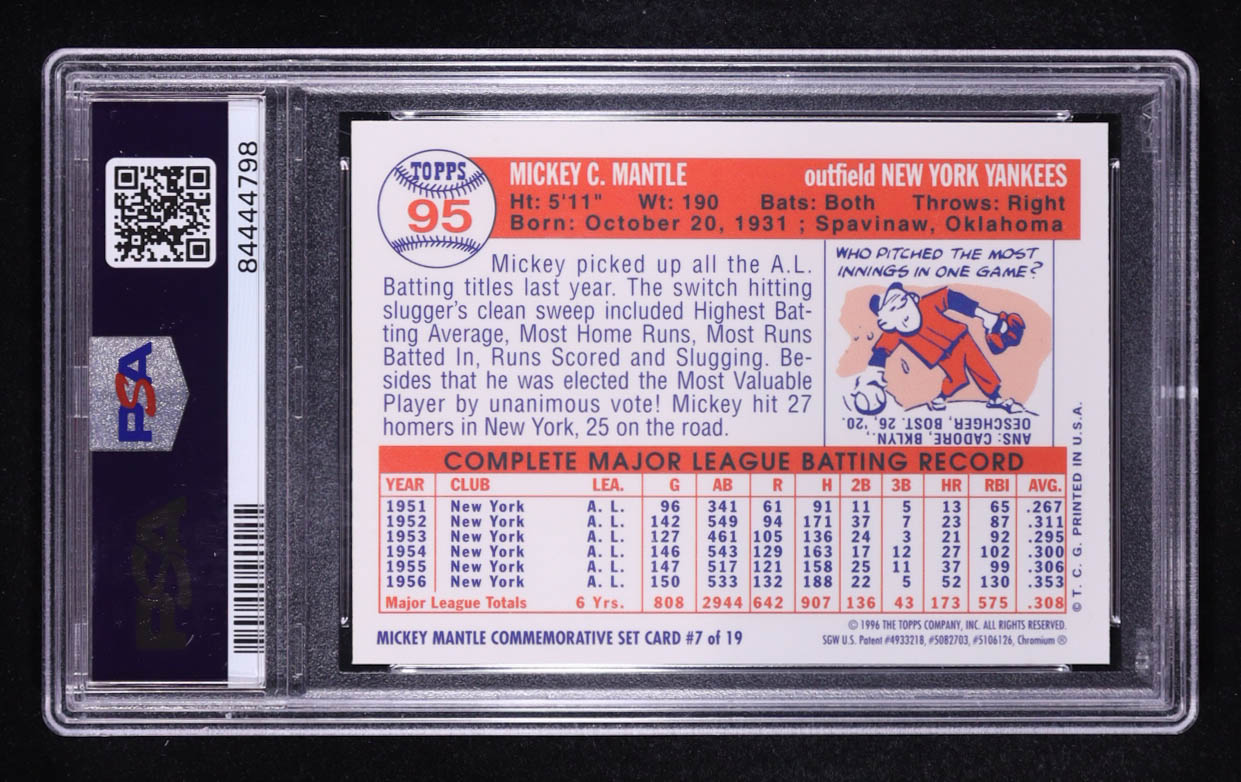 84444798
PSA
PSA
TOPPS
95
MICKEY C. MANTLE outfield NEW YORK YANKEES
Ht: 5'11" Wt: 190 Bats: Both Throws: Right
Born: October 20, 1931 ; Spavinaw, Oklahoma
Mickey picked up all the A.L.
Batting titles last year. The switch hitting
slugger's clean sweep included Highest Bat-
ting Average, Most Home Runs, Most Runs
Batted In, Runs Scored and Slugging. Be-
sides that he was elected the Most Valuable
Player by unanimous vote! Mickey hit 27
homers in New York, 25 on the road.
WHO PITCHED THE MOST
INNINGS IN ONE GAME?
ANS: CADORE, BKLYN.,
OESCHGER, BOST. 26, '20.
COMPLETE MAJOR LEAGUE BATTING RECORD
YEAR CLUB LEA. G AB R H 2B 3B HR RBI AVG.
1951 New York A. L. 96 341 61 91 11 5 13 65 .267
1952 New York A. L. 142 549 94 171 37 7 23 87 .311
1953 New York A. L. 127 461 105 136 24 3 21 92 .295
1954 New York A. L. 146 543 129 163 17 12 27 102 .300
1955 New York A. L. 147 517 121 158 25 11 37 99 .306
1956 New York A. L. 150 533 132 188 22 5 52 130 .353
Major League Totals 6 Yrs. 808 2944 642 907 136 43 173 575 .308
© T. C. G. PRINTED IN U.S.A.
MICKEY MANTLE COMMEMORATIVE SET CARD #7 of 19
© 1996 THE TOPPS COMPANY, INC. ALL RIGHTS RESERVED.
SGW U.S. Patent #4933218, #5082703, #5106126, Chromium ®